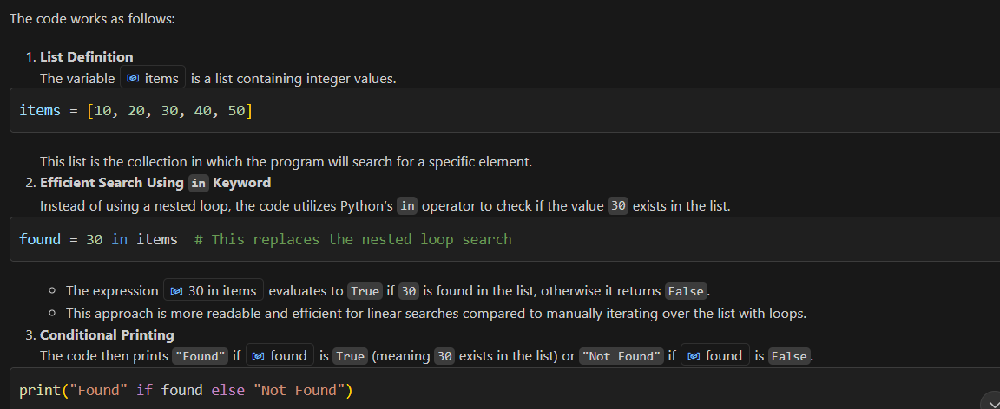 The code works as follows:
1. List Definition
The variable items is a list containing integer values.
items = [10, 20, 30, 40, 50]
This list is the collection in which the program will search for a specific element.
2. Efficient Search Using in Keyword
Instead of using a nested loop, the code utilizes Python's in operator to check if the value 30 exists in the list.
found = 30 in items  # This replaces the nested loop search
The expression 30 in items evaluates to True if 30 is found in the list, otherwise it returns False.
This approach is more readable and efficient for linear searches compared to manually iterating over the list with loops.
3. Conditional Printing
The code then prints "Found" if found is True (meaning 30 exists in the list) or "Not Found" if found is False.
print("Found" if found else "Not Found")